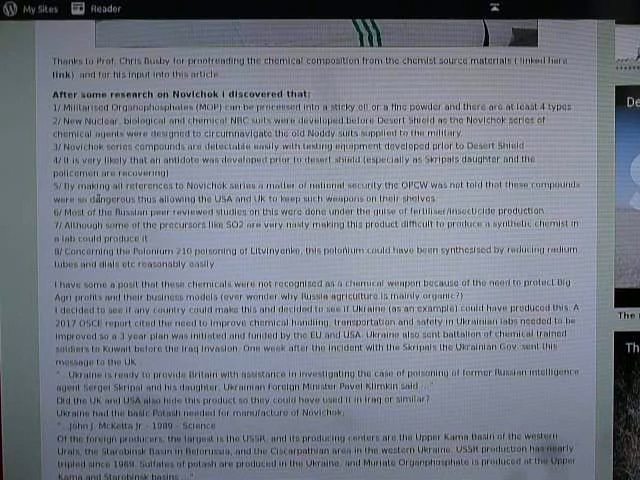 My Sites Reader
Thanks to Prof. Chris Busby for proofreading the chemical composition from the chemist source materials ( linked here
link) and for his input into this article.
After some research on Novichok I discovered that:
1/ Militarised Organophosphates (MOP) can be processed into a sticky oil or a fine powder and there are at least 4 types
2/ New Nuclear, biological and chemical NBC suits were developed before Desert Shield as the Novichok series of
chemical agents were designed to circumnavigate the old Noddy suits supplied to the military.
3/ Novichok series compounds are detectable easily with testing equipment developed prior to Desert Shield
4/ It is very likely that an antidote was developed prior to desert shield (especially as Skripals daughter and the
policemen are recovering)
5/ By making all references to Novichok series a matter of national security the OPCW was not told that these compounds
were so dangerous thus allowing the USA and UK to keep such weapons on their shelves.
6/ Most of the Russian peer reviewed studies on this were done under the guise of fertiliser/insecticide production
7/ Although some of the precursors like SO2 are very nasty making this product difficult to produce a synthetic chemist in
a lab could produce it
8/ Concerning the Polonium 210 poisoning of Litvinyenko, this polonium could have been synthesised by reducing radium
tubes and dials etc reasonably easily
I have some a posit that these chemicals were not recognised as a chemical weapon because of the need to protect Big
Agri profits and their business models (ever wonder why Russia agriculture is mainly organic?)
I decided to see if any country could make this and decided to see if Ukraine (as an example) could have produced this. A
2017 OSCE report cited the need to improve chemical handling, transportation and safety in Ukrainian labs needed to be
improved so a 3 year plan was initiated and funded by the EU and USA. Ukraine also sent battalion of chemical trained
soldiers to Kuwait before the Iraq Invasion. One week after the incident with the Skripals the Ukrainian Gov. sent this
message to the UK
"...Ukraine is ready to provide Britain with assistance in investigating the case of poisoning of former Russian intelligence
agent Sergei Skripal and his daughter, Ukrainian Foreign Minister Pavel Klimkin said ..."
Did the UK and USA also hide this product so they could have used it in Iraq or similar?
Ukraine had the basic Potash needed for manufacture of Novichok;
"...John J. McKetta Jr - 1989 - Science
Of the foreign producers, the largest is the USSR, and its producing centers are the Upper Kama Basin of the western
Urals, the Starobinsk Basin in Belorussia, and the Ciscarpathian area in the western Ukraine. USSR production has nearly
tripled since 1969. Sulfates of potash are produced in the Ukraine, and Muriate Organphosphate is produced at the Upper
Kama and Starobinsk basins ..."
De
The
Th